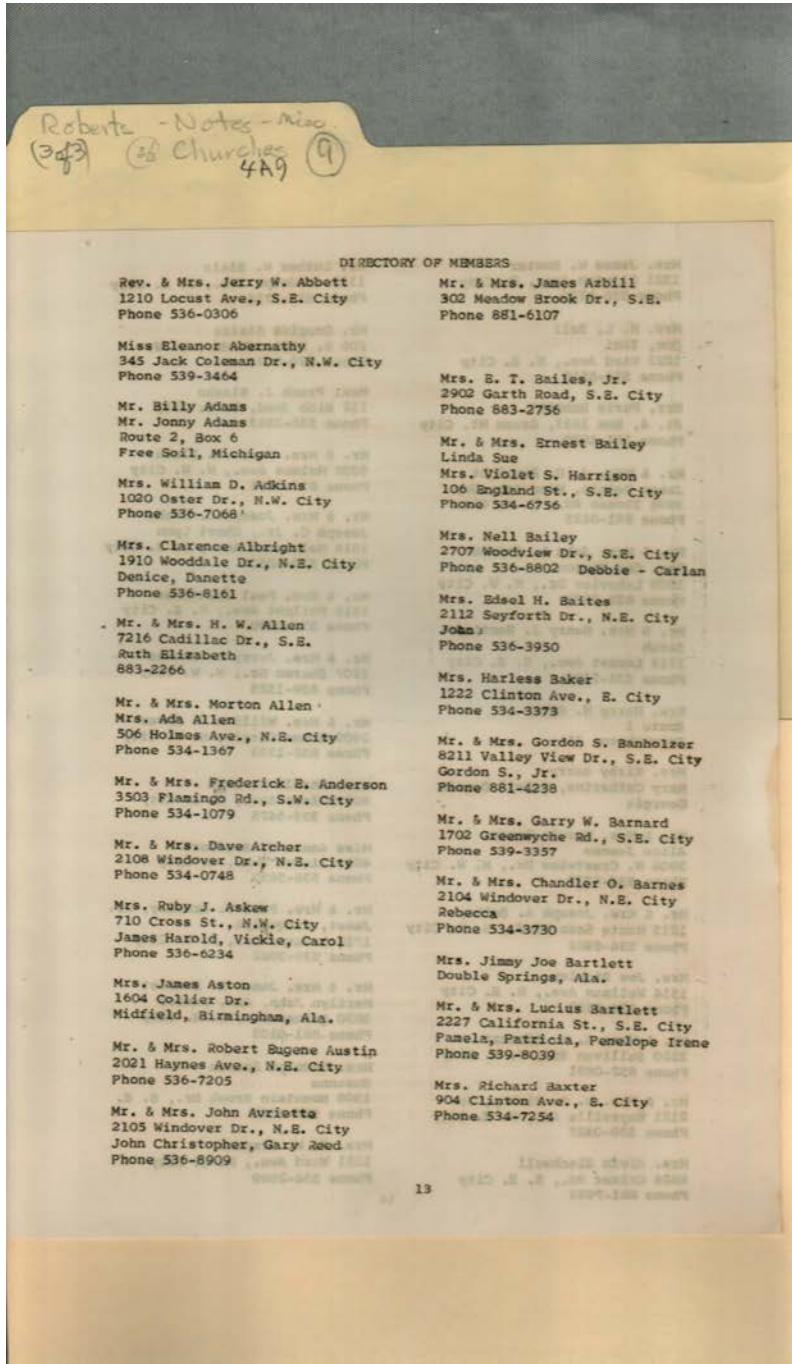 Roberts - Notes - Misc
(3 of 3) Churches 9
4A9
DIRECTORY OF MEMBERS
Rev. & Mrs. Jerry W. Abbett
1210 Locust Ave., S.E. City
Phone 536-0306
Miss Eleanor Abernathy
345 Jack Coleman Dr., N.W. City
Phone 539-3464
Mr. Billy Adams
Mr. Jonny Adams
Route 2, Box 6
Free Soil, Michigan
Mrs. William D. Adkins
1020 Oster Dr., N.W. City
Phone 536-7068
Mrs. Clarence Albright
1910 Wooddale Dr., N.E. City
Denice, Danette
Phone 536-8161
Mr. & Mrs. H. W. Allen
7216 Cadillac Dr., S.E.
Ruth Elizabeth
883-2266
Mr. & Mrs. Morton Allen
Mrs. Ada Allen
506 Holmes Ave., N.E. City
Phone 534-1367
Mr. & Mrs. Frederick E. Anderson
3503 Flamingo Rd., S.W. City
Phone 534-1079
Mr. & Mrs. Dave Archer
2108 Windover Dr., N.E. City
Phone 534-0748
Mrs. Ruby J. Askew
710 Cross St., N.W. City
James Harold, Vickie, Carol
Phone 536-6234
Mrs. James Aston
1604 Collier Dr.
Midfield, Birmingham, Ala.
Mr. & Mrs. Robert Eugene Austin
2021 Haynes Ave., N.E. City
Phone 536-7205
Mr. & Mrs. John Avriette
2105 Windover Dr., N.E. City
John Christopher, Gary Reed
Phone 536-8909
Mr. & Mrs. James Azbill
302 Meadow Brook Dr., S.E.
Phone 881-6107
Mrs. E. T. Bailes, Jr.
2902 Garth Road, S.E. City
Phone 883-2756
Mr. & Mrs. Ernest Bailey
Linda Sue
Mrs. Violet S. Harrison
106 England St., S.E. City
Phone 534-6756
Mrs. Nell Bailey
2707 Woodview Dr., S.E. City
Phone 536-8802 Debbie - Carlan
Mrs. Edsel H. Baites
2112 Seyforth Dr., N.E. City
John
Phone 536-3950
Mrs. Harless Baker
1222 Clinton Ave., E. City
Phone 534-3373
Mr. & Mrs. Gordon S. Banholzer
8211 Valley View Dr., S.E. City
Gordon S., Jr.
Phone 881-4238
Mr. & Mrs. Garry W. Barnard
1702 Greenwyche Rd., S.E. City
Phone 539-3357
Mr. & Mrs. Chandler O. Barnes
2104 Windover Dr., N.E. City
Rebecca
Phone 534-3730
Mrs. Jimmy Joe Bartlett
Double Springs, Ala.
Mr. & Mrs. Lucius Bartlett
2227 California St., S.E. City
Pamela, Patricia, Penelope Irene
Phone 539-8039
Mrs. Richard Baxter
904 Clinton Ave., E. City
Phone 534-7254
13